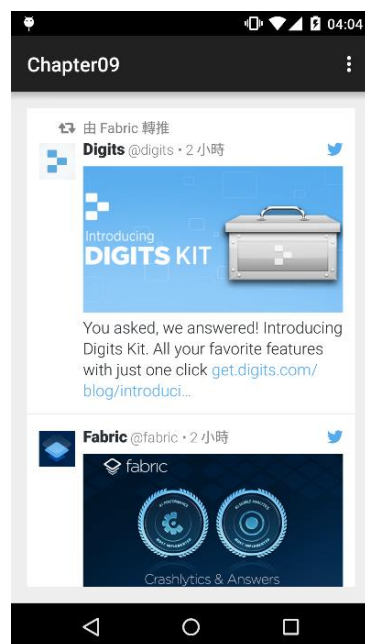 04:04
Chapter09
由 Fabric 轉推
Digits @digits • 2 小時
Introducing
DIGITS KIT
You asked, we answered! Introducing
Digits Kit. All your favorite features
with just one click get.digits.com/
blog/introduci...
Fabric @fabric • 2 小時
fabric
Crashlytics & Answers